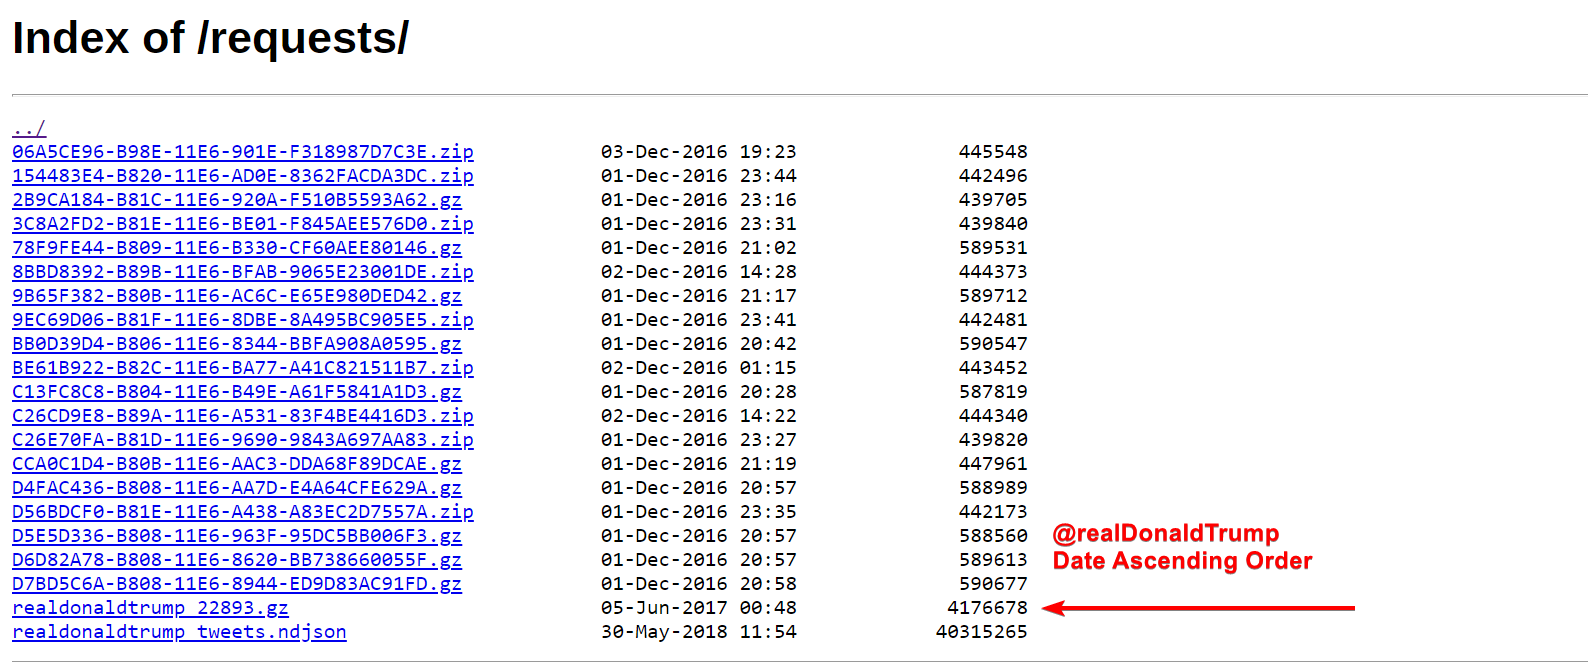 Index of /requests/
../
06A5CE96-B98E-11E6-901E-F318987D7C3E.zip 03-Dec-2016 19:23 445548
154483E4-B820-11E6-AD0E-8362FACDA3DC.zip 01-Dec-2016 23:44 442496
2B9CA184-B81C-11E6-920A-F510B5593A62.gz 01-Dec-2016 23:16 439705
3C8A2FD2-B81E-11E6-BE01-F845AEE576D0.zip 01-Dec-2016 23:31 439840
78F9FE44-B809-11E6-B330-CF60AEE80146.gz 01-Dec-2016 21:02 589531
8BBD8392-B89B-11E6-BFAB-9065E23001DE.zip 02-Dec-2016 14:28 444373
9B65F382-B80B-11E6-AC6C-E65E980DED42.gz 01-Dec-2016 21:17 589712
9EC69D06-B81F-11E6-8DBE-8A495BC905E5.zip 01-Dec-2016 23:41 442481
BB0D39D4-B806-11E6-8344-BBFA908A0595.gz 01-Dec-2016 20:42 590547
BE61B922-B82C-11E6-BA77-A41C821511B7.zip 02-Dec-2016 01:15 443452
C13FC8C8-B804-11E6-B49E-A61F5841A1D3.gz 01-Dec-2016 20:28 587819
C26CD9E8-B89A-11E6-A531-83F4BE4416D3.zip 02-Dec-2016 14:22 444340
C26E70FA-B81D-11E6-9690-9843A697AA83.zip 01-Dec-2016 23:27 439820
CCA0C1D4-B80B-11E6-AAC3-DDA68F89DCAE.gz 01-Dec-2016 21:19 447961
D4FAC436-B808-11E6-AA7D-E4A64CFE629A.gz 01-Dec-2016 20:57 588989
D56BDCF0-B81E-11E6-A438-A83EC2D7557A.zip 01-Dec-2016 23:35 442173
D5E5D336-B808-11E6-963F-95DC5BB006F3.gz 01-Dec-2016 20:57 588560
D6D82A78-B808-11E6-8620-BB738660055F.gz 01-Dec-2016 20:57 589613
D7BD5C6A-B808-11E6-8944-ED9D83AC91FD.gz 01-Dec-2016 20:58 590677
realdonaldtrump_22893.gz 05-Jun-2017 00:48 4176678
realdonaldtrump_tweets.ndjson 30-May-2018 11:54 40315265
@realDonaldTrump
Date Ascending Order